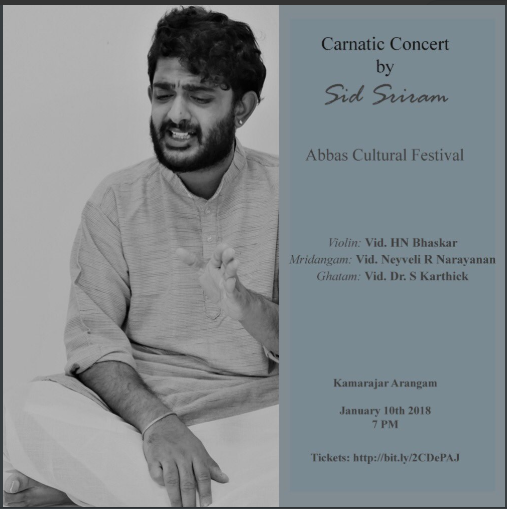 Carnatic Concert
by
Sid Sriram
Abbas Cultural Festival
Violin: Vid. HN Bhaskar
Mridangam: Vid. Neyveli R Narayanan
Ghatam: Vid. Dr. S Karthick
Kamarajar Arangam
January 10th 2018
7 PM
Tickets: http://bit.ly/2CDePAJ